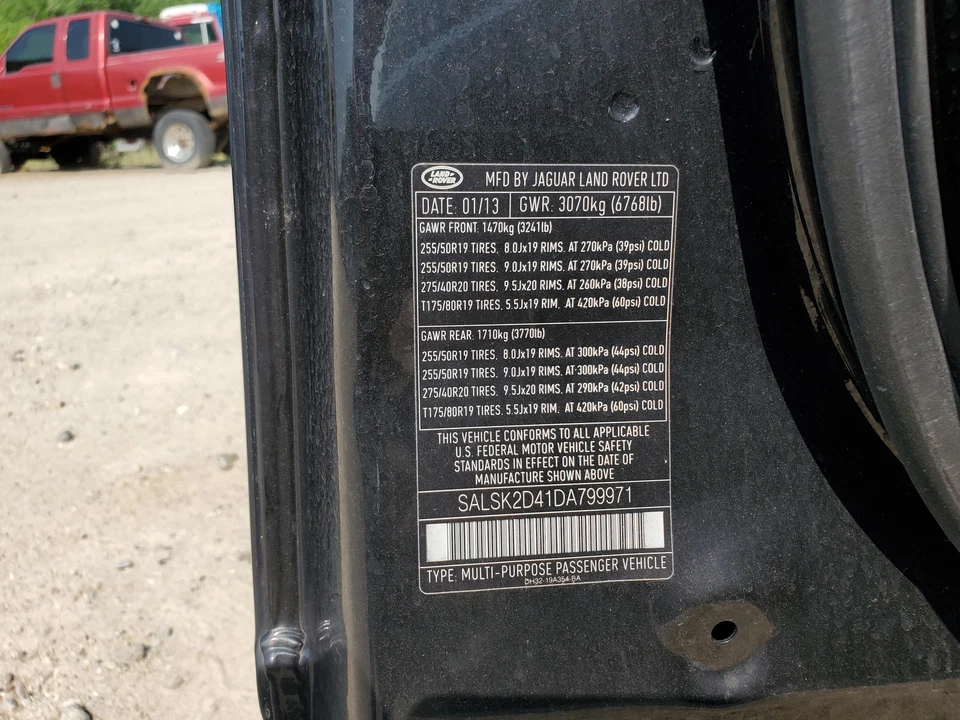 LAND ROVER
MFD BY JAGUAR LAND ROVER LTD
DATE: 01/13 GWR: 3070kg (6768lb)
GAWR FRONT: 1470kg (3241lb)
255/50R19 TIRES. 8.0Jx19 RIMS. AT 270kPa (39psi) COLD
255/50R19 TIRES. 9.0Jx19 RIMS. AT 270kPa (39psi) COLD
275/40R20 TIRES. 9.5Jx20 RIMS. AT 260kPa (38psi) COLD
T175/80R19 TIRES. 5.5Jx19 RIM. AT 420kPa (60psi) COLD
GAWR REAR: 1710kg (3770lb)
255/50R19 TIRES. 8.0Jx19 RIMS. AT 300kPa (44psi) COLD
255/50R19 TIRES. 9.0Jx19 RIMS. AT 300kPa (44psi) COLD
275/40R20 TIRES. 9.5Jx20 RIMS. AT 290kPa (42psi) COLD
T175/80R19 TIRES. 5.5Jx19 RIM. AT 420kPa (60psi) COLD
THIS VEHICLE CONFORMS TO ALL APPLICABLE
U.S. FEDERAL MOTOR VEHICLE SAFETY
STANDARDS IN EFFECT ON THE DATE OF
MANUFACTURE SHOWN ABOVE
SALSK2D41DA799971
TYPE: MULTI-PURPOSE PASSENGER VEHICLE
DH32-19A354-BA